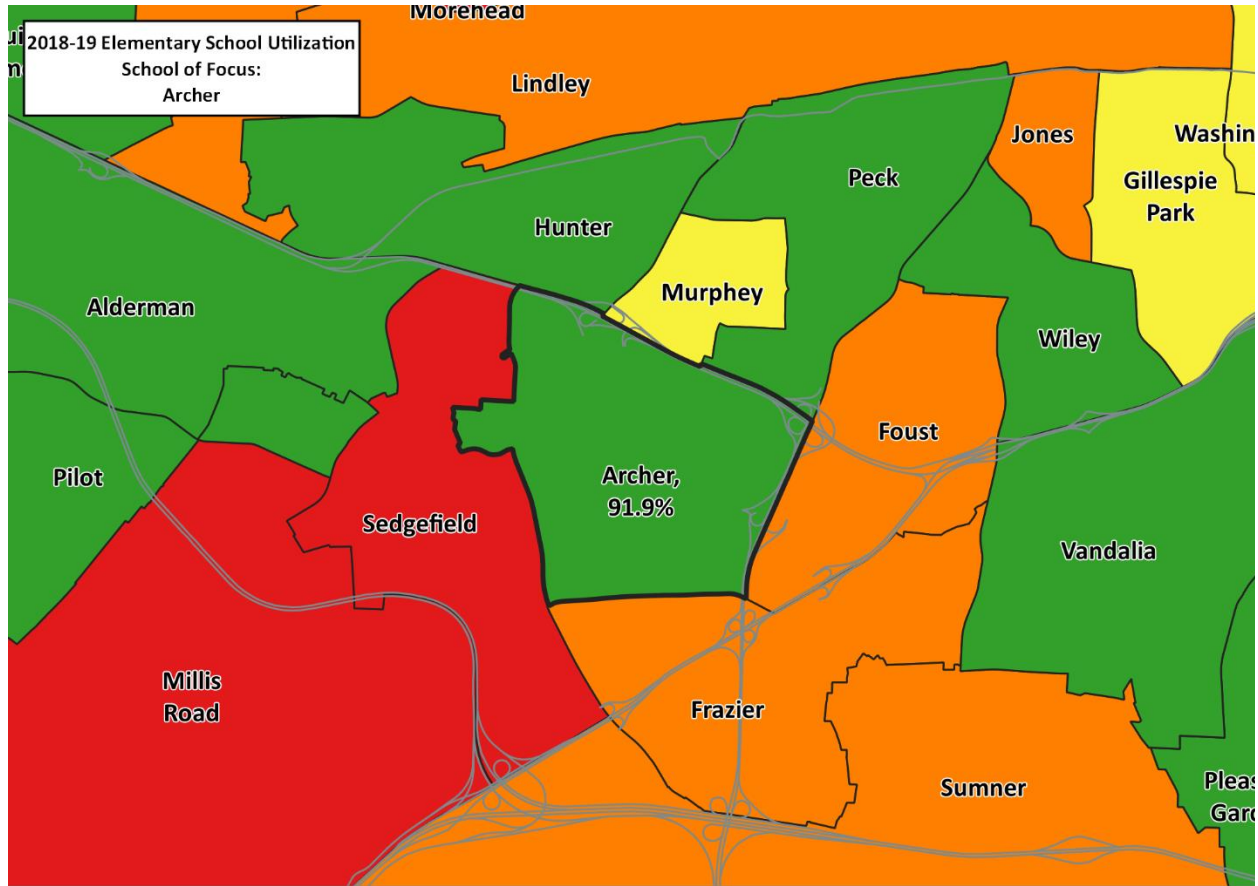 Morehead
2018-19 Elementary School Utilization
School of Focus:
Archer
Lindley
Jones
Washin
Peck
Gillespie
Park
Hunter
Murphey
Alderman
Wiley
Foust
Pilot
Archer,
91.9%
Sedgefield
Vandalia
Millis
Road
Frazier
Sumner
Pleas
Gard